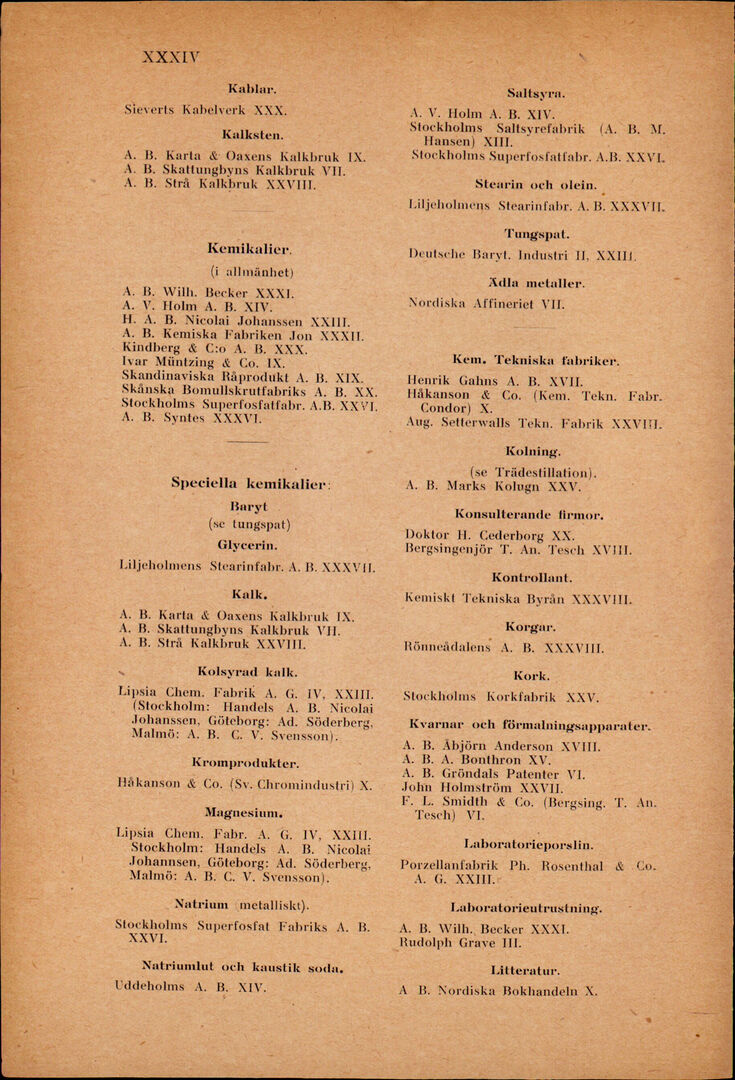 XXXIV
Kablar.
Sieverts Kabelverk XXX.
Kalksten.
A. B. Karta & Oaxens Kalkbruk IX.
A. B. Skattungbyns Kalkbruk VII.
A. B. Strå Kalkbruk XXVIII.
Kemikalier.
(i allmänhet)
A. B. Wilh. Becker XXXI.
A. V. Holm A. B. XIV.
H. A. B. Nicolai Johanssen XXIII.
A. B. Kemiska Fabriken Jon XXXII.
Kindberg & C:o A. B. XXX.
Ivar Müntzing & Co. IX.
Skandinaviska Råprodukt A. B. XIX.
Skånska Bomullskrutfabriks A. B. XX.
Stockholms Superfosfatfabr. A.B. XXVI.
A. B. Syntes XXXVI.
Speciella kemikalier:
Baryt
(se tungspat)
Glycerin.
Liljeholmens Stearinfabr. A. B. XXXVII.
Kalk.
A. B. Karta & Oaxens Kalkbruk IX.
A. B. Skattungbyns Kalkbruk VII.
A. B. Strå Kalkbruk XXVIII.
Kolsyrad kalk.
Lipsia Chem. Fabrik A. G. IV, XXIII.
(Stockholm: Handels A. B. Nicolai
Johanssen, Göteborg: Ad. Söderberg,
Malmö: A. B. C. V. Svensson).
Kromprodukter.
Håkanson & Co. (Sv. Chromindustri) X.
Magnesium.
Lipsia Chem. Fabr. A. G. IV, XXIII.
Stockholm: Handels A. B. Nicolai
Johannsen, Göteborg: Ad. Söderberg,
Malmö: A. B. C. V. Svensson).
Natrium (metalliskt).
Stockholms Superfosfat Fabriks A. B.
XXVI.
Natriumlut och kaustik soda.
Uddeholms A. B. XIV.
Saltsyra.
A. V. Holm A. B. XIV.
Stockholms Saltsyrefabrik (A. B. M.
Hansen) XIII.
Stockholms Superfosfatfabr. A.B. XXVI.
Stearin och olein.
Liljeholmens Stearinfabr. A. B. XXXVII.
Tungspat.
Deutsche Baryt. Industri II, XXIII.
Ädla metaller.
Nordiska Affineriet VII.
Kem. Tekniska fabriker.
Henrik Gahns A. B. XVII.
Håkanson & Co. (Kem. Tekn. Fabr.
Condor) X.
Aug. Setterwalls Tekn. Fabrik XXVIII.
Kolning.
(se Trädestillation).
A. B. Marks Kolugn XXV.
Konsulterande firmor.
Doktor H. Cederborg XX.
Bergsingenjör T. An. Tesch XVIII.
Kontrollant.
Kemiskt Tekniska Byrån XXXVIII.
Korgar.
Rönneådalens A. B. XXXVIII.
Kork.
Stockholms Korkfabrik XXV.
Kvarnar och förmalningsapparater.
A. B. Åbjörn Anderson XVIII.
A. B. A. Bonthron XV.
A. B. Gröndals Patenter VI.
John Holmström XXVII.
F. L. Smidth & Co. (Bergsing. T. An.
Tesch) VI.
Laboratorieporslin.
Porzellanfabrik Ph. Rosenthal & Co.
A. G. XXIII.
Laboratorieutrustning.
A. B. Wilh. Becker XXXI.
Rudolph Grave III.
Litteratur.
A B. Nordiska Bokhandeln X.